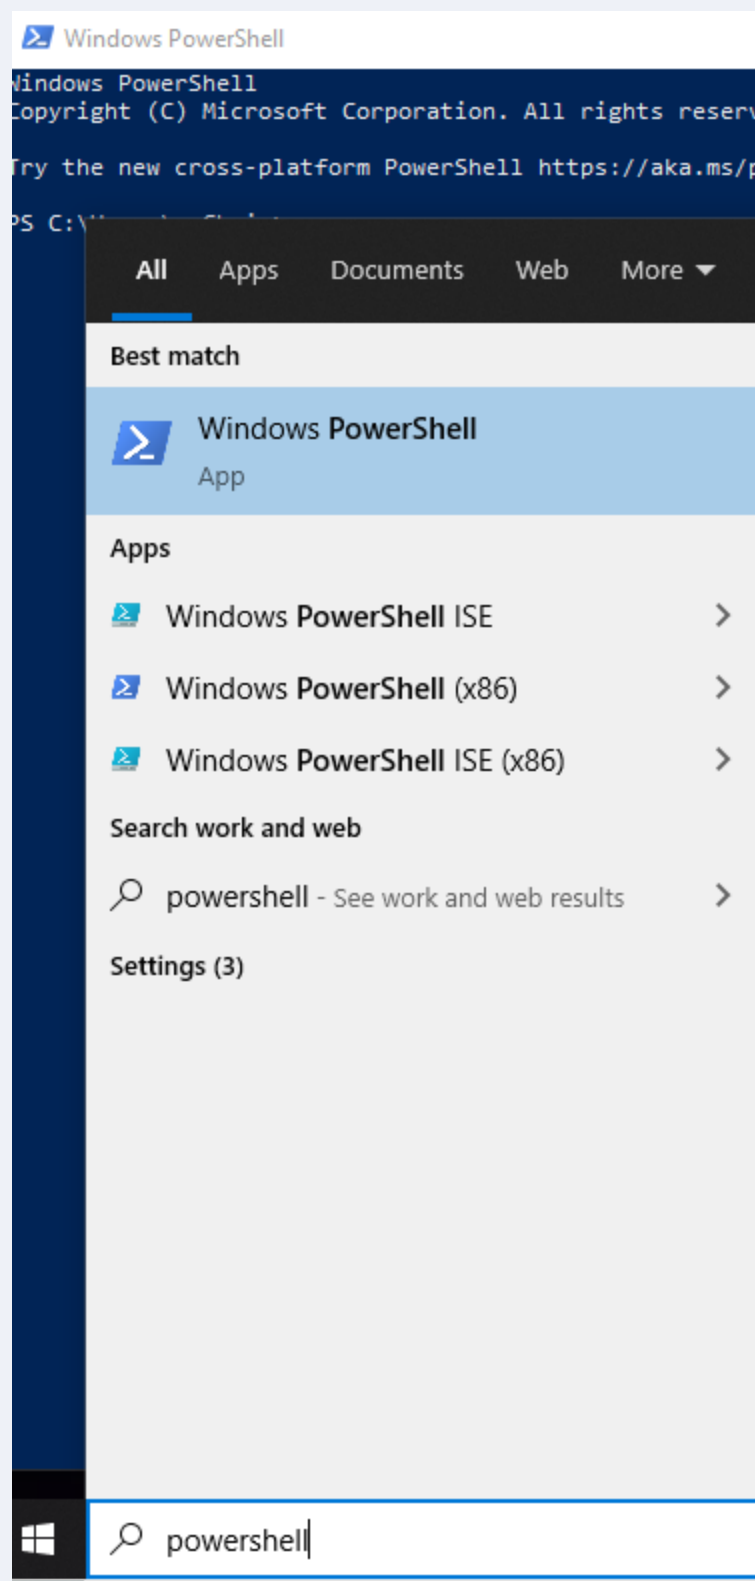 Windows PowerShell
Windows PowerShell
Copyright (C) Microsoft Corporation. All rights reserv
Try the new cross-platform PowerShell https://aka.ms/p
PS C:\
All Apps Documents Web More
Best match
Windows PowerShell
App
Apps
Windows PowerShell ISE
Windows PowerShell (x86)
Windows PowerShell ISE (x86)
Search work and web
powershell - See work and web results
Settings (3)
powershell